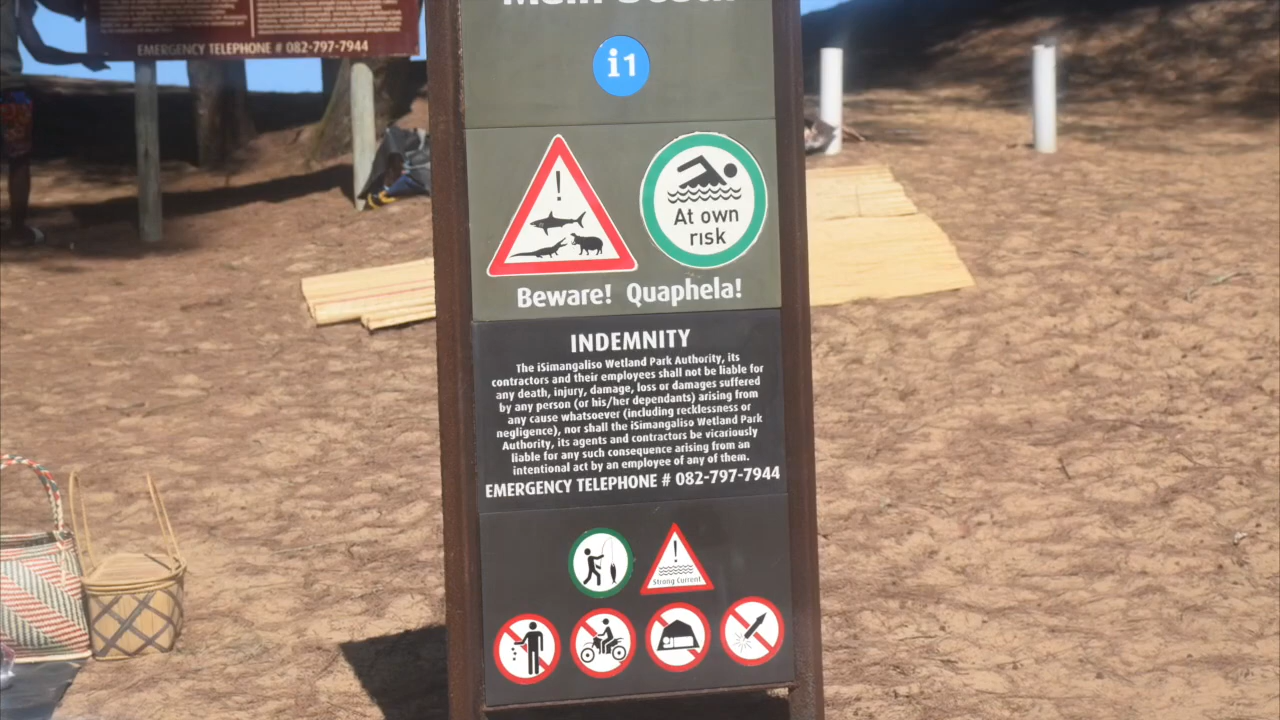 EMERGENCY TELEPHONE # 082-797-7944
i1
!
At own
risk
Beware! Quaphela!
INDEMNITY
The iSimangaliso Wetland Park Authority, its
contractors and their employees shall not be liable for
any death, injury, damage, loss or damages suffered
by any person (or his/her dependants) arising from
any cause whatsoever (including recklessness or
negligence), nor shall the iSimangaliso Wetland Park
Authority, its agents and contractors be vicariously
liable for any such consequence arising from an
intentional act by an employee of any of them.
EMERGENCY TELEPHONE # 082-797-7944
!
Strong Current